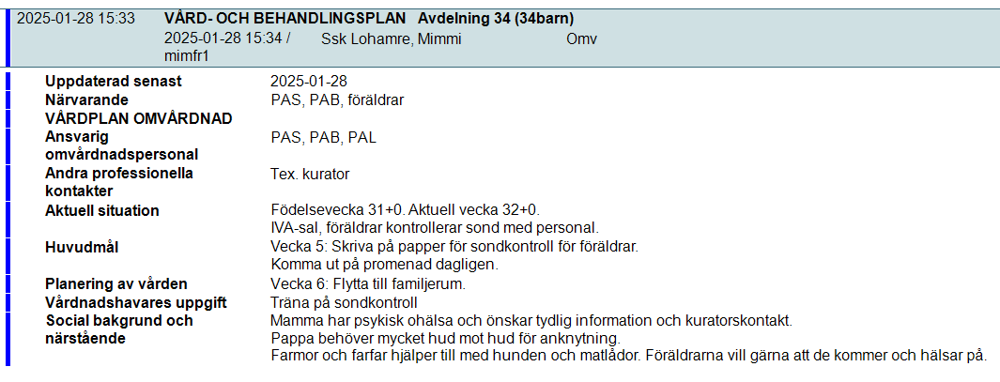 2025-01-28 15:33 VÅRD- OCH BEHANDLINGSPLAN Avdelning 34 (34barn)
2025-01-28 15:34 / Ssk Lohamre, Mimmi Omv
mimfr1
Uppdaterad senast 2025-01-28
Närvarande PAS, PAB, föräldrar
VÅRDPLAN OMVÅRDNAD
Ansvarig
omvårdnadspersonal PAS, PAB, PAL
Andra professionella
kontakter Tex. kurator
Aktuell situation Födelsevecka 31+0. Aktuell vecka 32+0.
IVA-sal, föräldrar kontrollerar sond med personal.
Huvudmål Vecka 5: Skriva på papper för sondkontroll för föräldrar.
Komma ut på promenad dagligen.
Planering av vården Vecka 6: Flytta till familjerum.
Vårdnadshavares uppgift Träna på sondkontroll
Social bakgrund och Mamma har psykisk ohälsa och önskar tydlig information och kuratorskontakt.
närstående Pappa behöver mycket hud mot hud för anknytning.
Farmor och farfar hjälper till med hunden och matlådor. Föräldrarna vill gärna att de kommer och hälsar på.